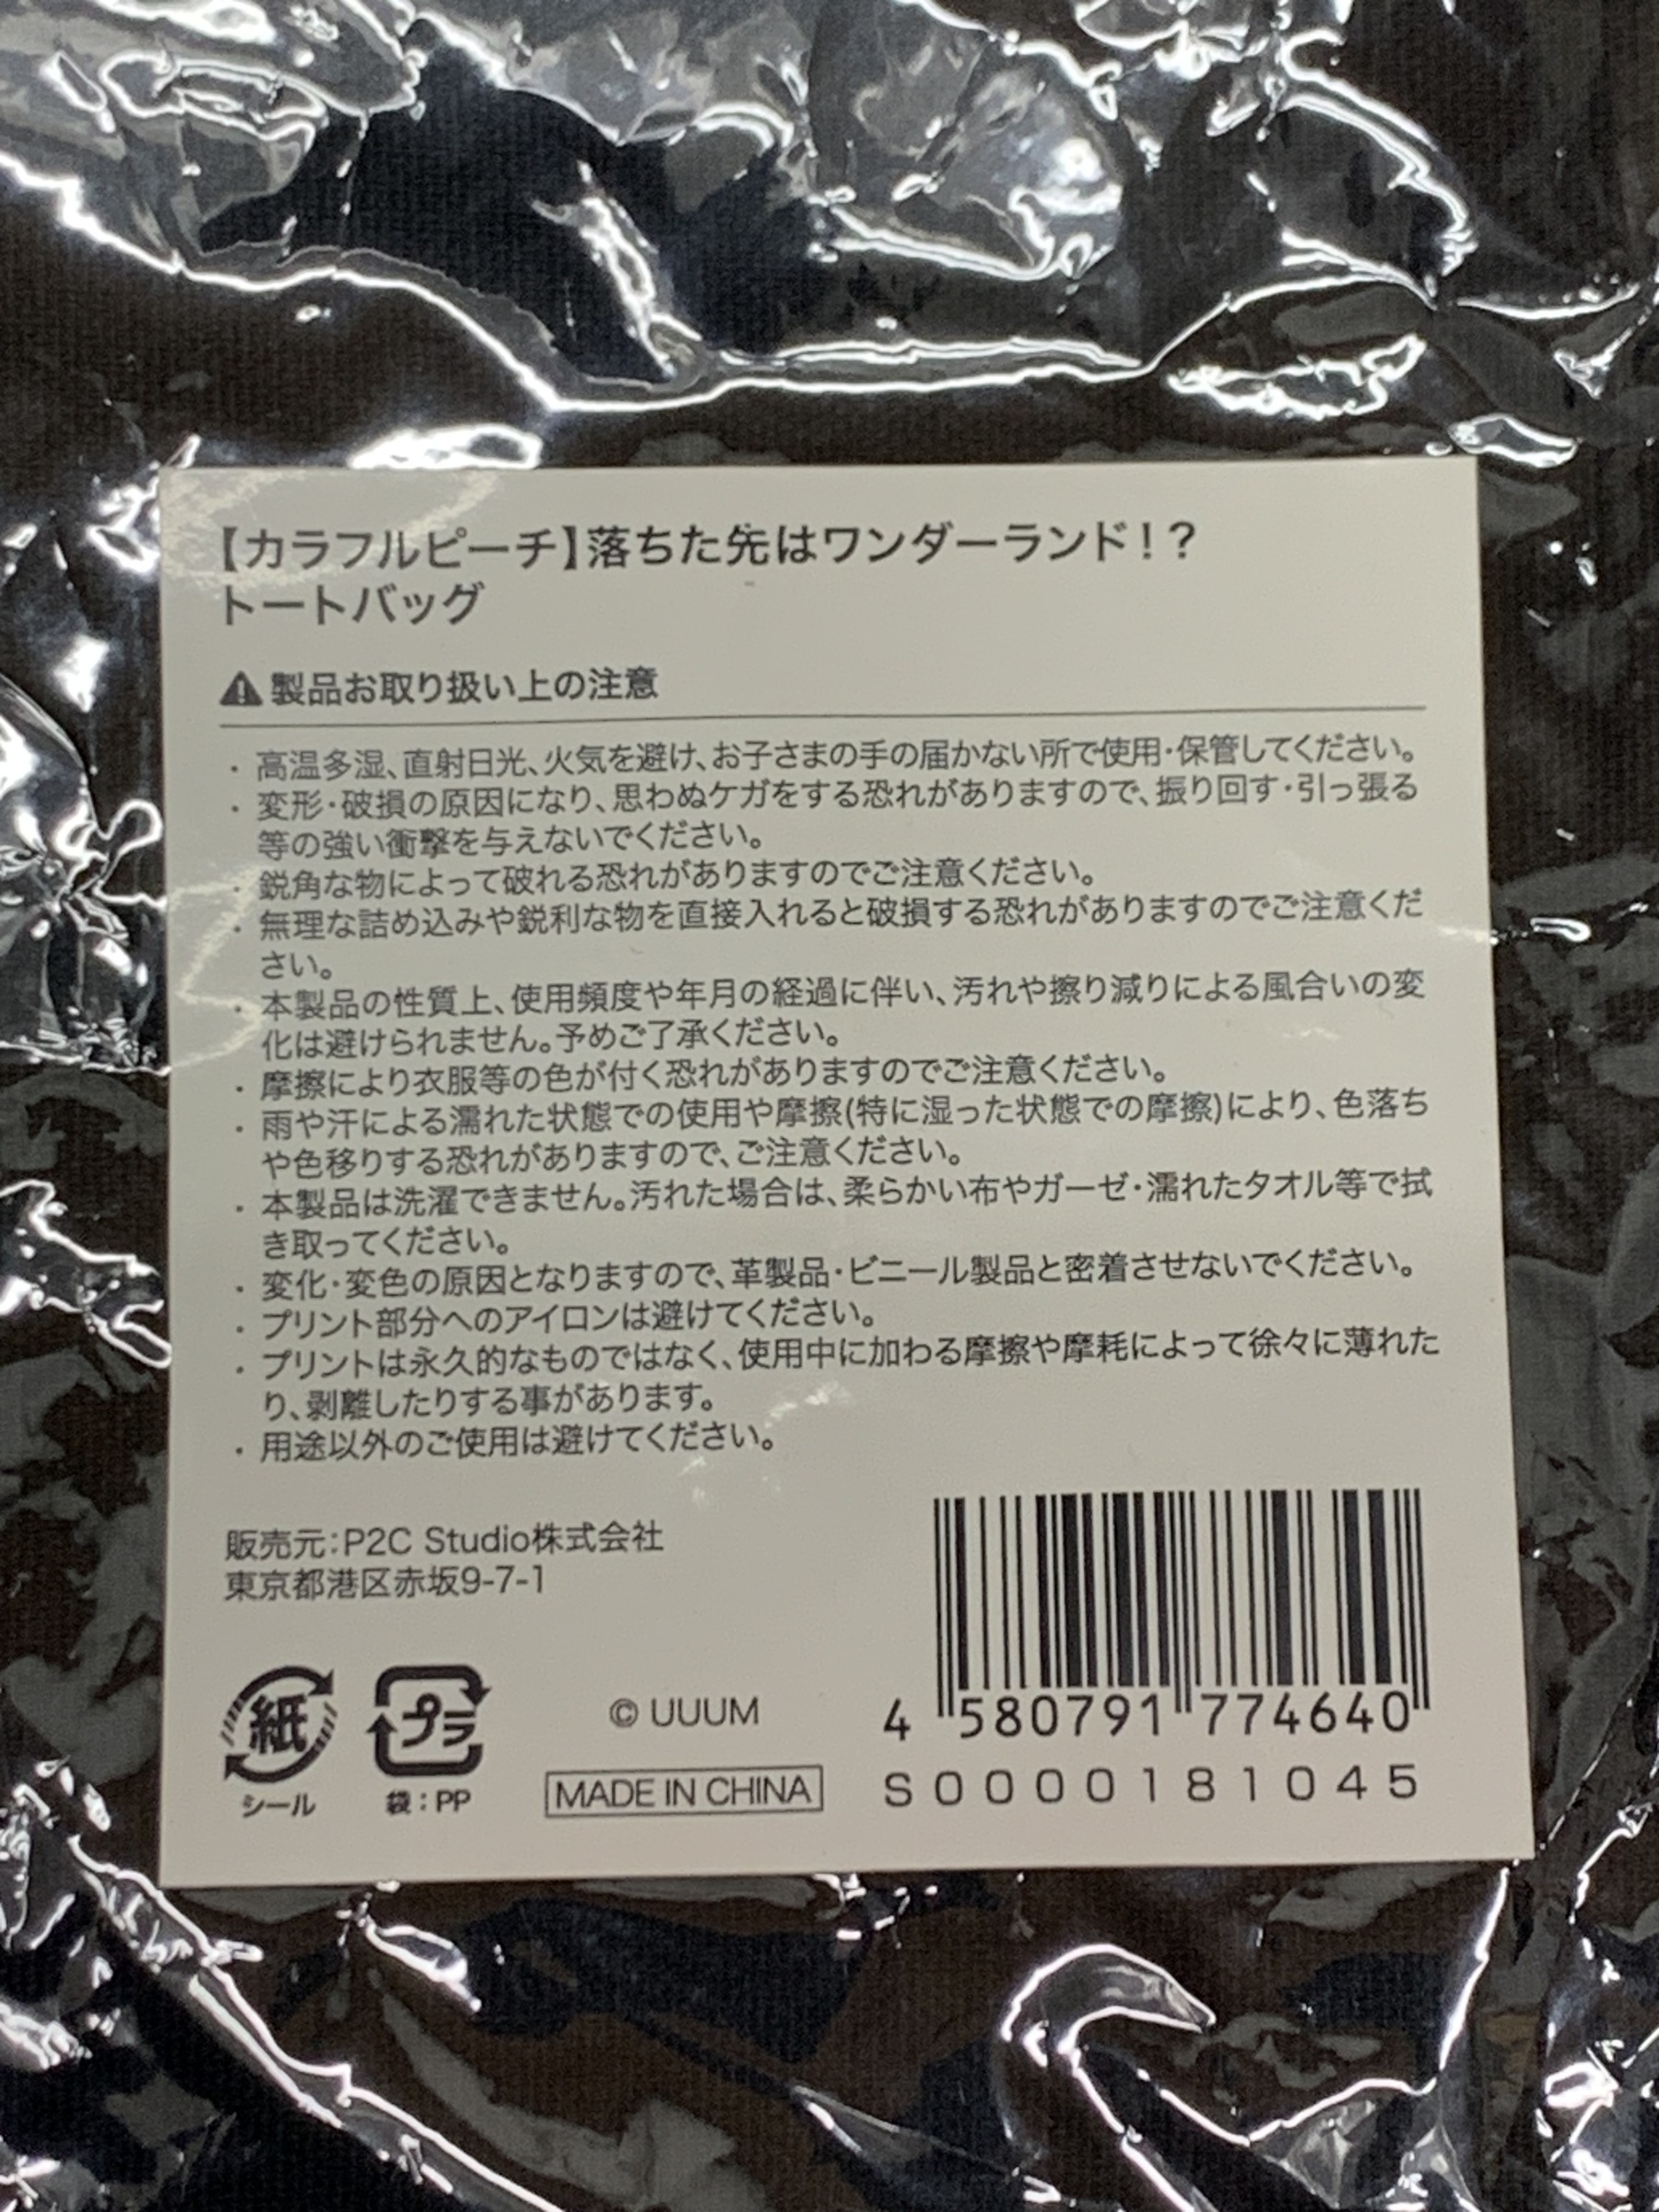 【カラフルピーチ】落ちた先はワンダーランド！？
トートバッグ
製品お取り扱い上の注意
・高温多湿、直射日光、火気を避け、お子さまの手の届かない所で使用・保管してください。
・変形・破損の原因になり、思わぬケガをする恐れがありますので、振り回す・引っ張る
等の強い衝撃を与えないでください。
・鋭角な物によって破れる恐れがありますのでご注意ください。
・無理な詰め込みや鋭利な物を直接入れると破損する恐れがありますのでご注意くだ
さい。
・本製品の性質上、使用頻度や年月の経過に伴い、汚れや擦り減りによる風合いの変
化は避けられません。予めご了承ください。
・摩擦により衣服等の色が付く恐れがありますのでご注意ください。
・雨や汗による濡れた状態での使用や摩擦(特に湿った状態での摩擦)により、色落ち
や色移りする恐れがありますので、ご注意ください。
・本製品は洗濯できません。汚れた場合は、柔らかい布やガーゼ・濡れたタオル等で拭
き取ってください。
・変化・変色の原因となりますので、革製品・ビニール製品と密着させないでください。
・プリント部分へのアイロンは避けてください。
・プリントは永久的なものではなく、使用中に加わる摩擦や摩耗によって徐々に薄れた
り、剥離したりする事があります。
・用途以外のご使用は避けてください。
販売元：P2C Studio株式会社
東京都港区赤坂9-7-1
紙
シール
プラ
袋：PP
© UUUM
MADE IN CHINA
4 580791 774640
S0000181045